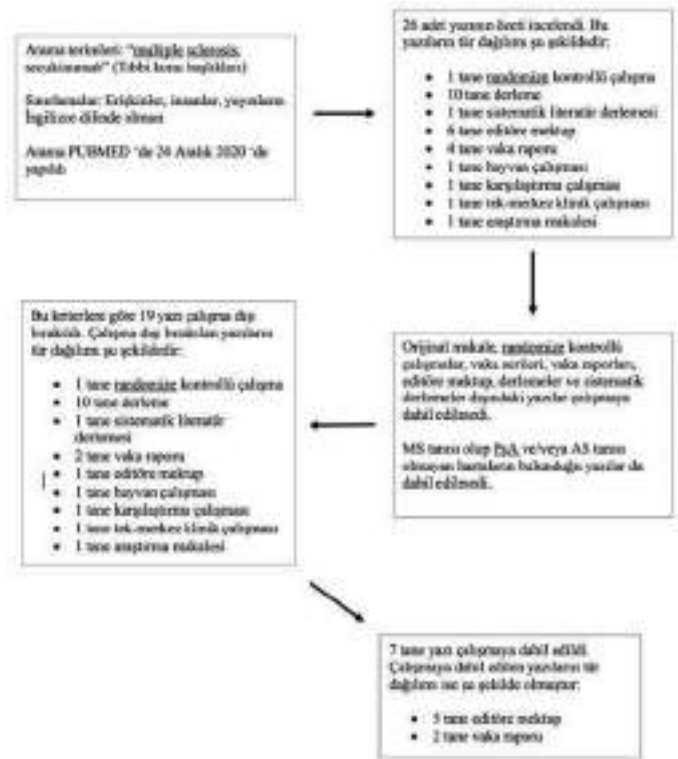 Arama terimleri: "multiple sclerosis,
secukinumab" (Tıbbi konu başlıkları)
Sınırlamalar: Erişkinler, insanlar, yayınların
İngilizce dilinde olması
Arama PUBMED 'de 24 Aralık 2020 'de
yapıldı
26 adet yazının özeti incelendi. Bu
yazıların tür dağılımı şu şekildedir:
• 1 tane randomize kontrollü çalışma
• 10 tane derleme
• 1 tane sistematik literatür derlemesi
• 6 tane editöre mektup
• 4 tane vaka raporu
• 1 tane hayvan çalışması
• 1 tane karşılaştırma çalışması
• 1 tane tek-merkez klinik çalışması
• 1 tane araştırma makalesi
Orijinal makale, randomize kontrollü
çalışmalar, vaka serileri, vaka raporları,
editöre mektup, derlemeler ve sistematik
derlemeler dışındaki yazılar çalışmaya
dahil edilmedi.
MS tanısı olup PsA ve/veya AS tanısı
olmayan hastaların bulunduğu yazılar da
dahil edilmedi.
Bu kriterlere göre 19 yazı çalışma dışı
bırakıldı. Çalışma dışı bırakılan yazıların
tür dağılımı şu şekildedir:
• 1 tane randomize kontrollü çalışma
• 10 tane derleme
• 1 tane sistematik literatür
derlemesi
• 2 tane vaka raporu
• 1 tane editöre mektup
• 1 tane hayvan çalışması
• 1 tane karşılaştırma çalışması
• 1 tane tek-merkez klinik çalışması
• 1 tane araştırma makalesi
7 tane yazı çalışmaya dahil edildi.
Çalışmaya dahil edilen yazıların tür
dağılımı ise şu şekilde olmuştur:
• 5 tane editöre mektup
• 2 tane vaka raporu